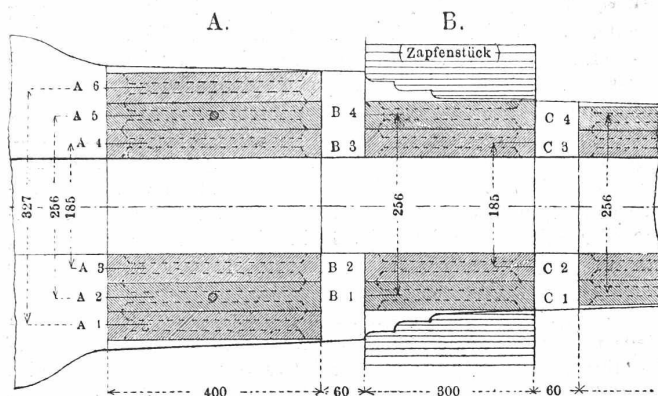 A. B.
(Zapfenstück)
A 6
A 5 B 4 C 4
A 4 B 3 C 3
327 256 185 256 185 256
A 3 B 2 C 2
A 2 B 1 C 1
A 1
400 60 300 60